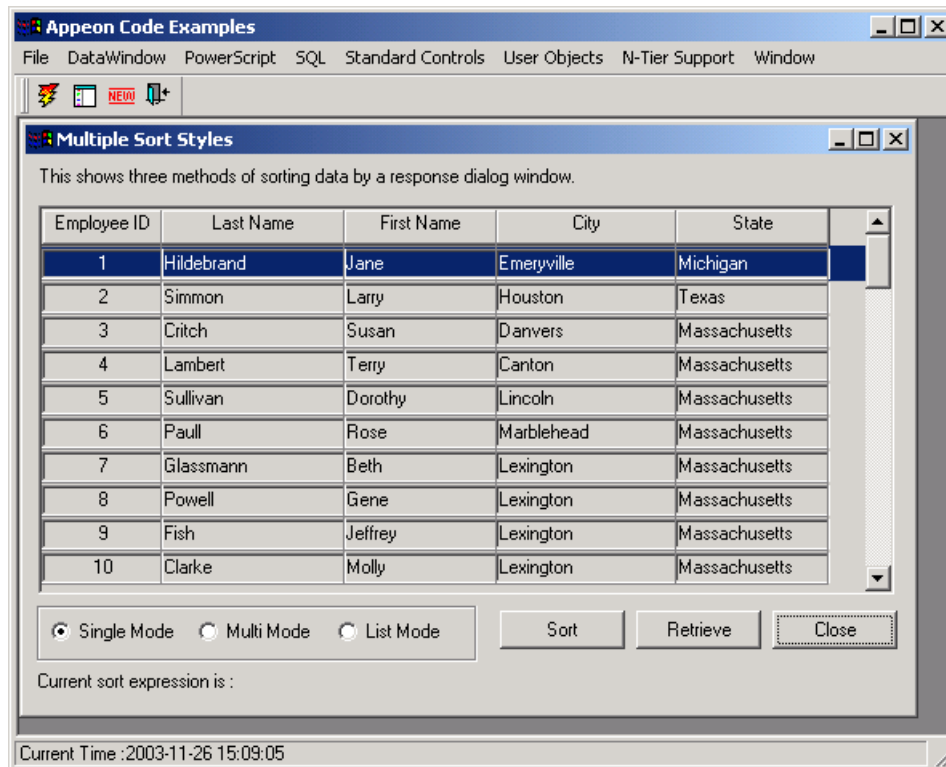 Appeon Code Examples
File DataWindow PowerScript SQL Standard Controls User Objects N-Tier Support Window
NEW
Multiple Sort Styles
This shows three methods of sorting data by a response dialog window.
Employee ID Last Name First Name City State
1 Hildebrand Jane Emeryville Michigan
2 Simmon Larry Houston Texas
3 Critch Susan Danvers Massachusetts
4 Lambert Terry Canton Massachusetts
5 Sullivan Dorothy Lincoln Massachusetts
6 Paull Rose Marblehead Massachusetts
7 Glassmann Beth Lexington Massachusetts
8 Powell Gene Lexington Massachusetts
9 Fish Jeffrey Lexington Massachusetts
10 Clarke Molly Lexington Massachusetts
Single Mode Multi Mode List Mode Sort Retrieve Close
Current sort expression is :
Current Time :2003-11-26 15:09:05